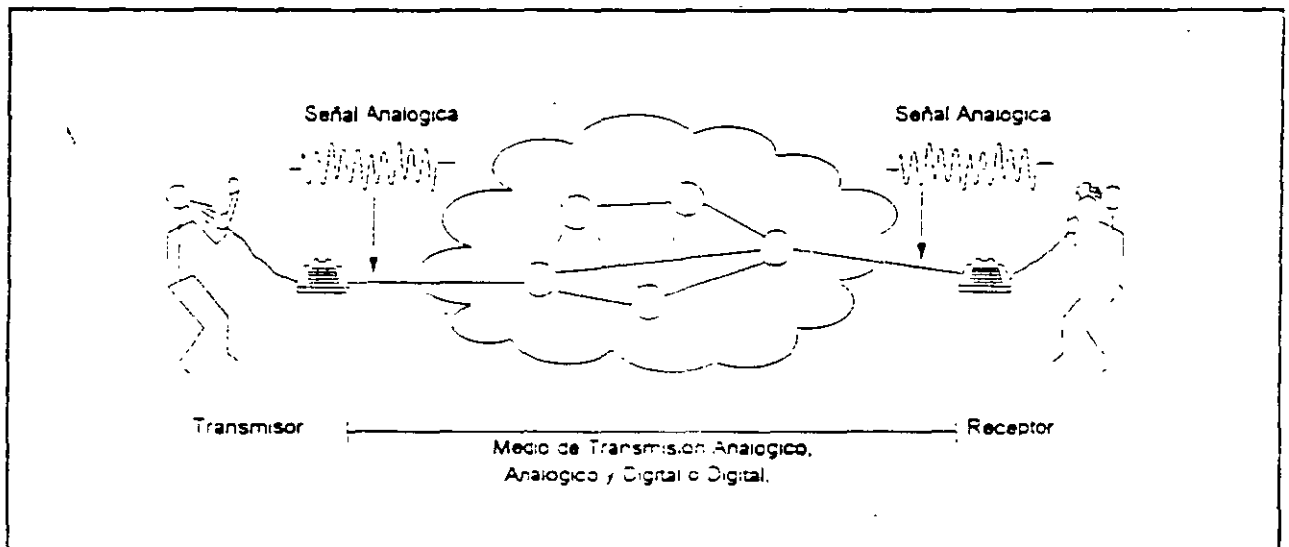 Señal Analogica
Señal Analogica
Transmisor
Receptor
Medio de Transmision Analogico,
Analogico y Digital o Digital.